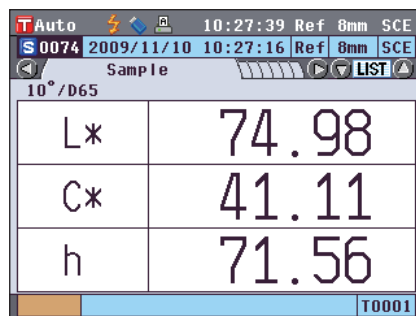 T Auto A 10:27:39 Ref 8mm SCE
S 0074 2009/11/10 10:27:16 Ref 8mm SCE
Sample LIST
10°/D65
L* 74.98
C* 41.11
h 71.56
T0001